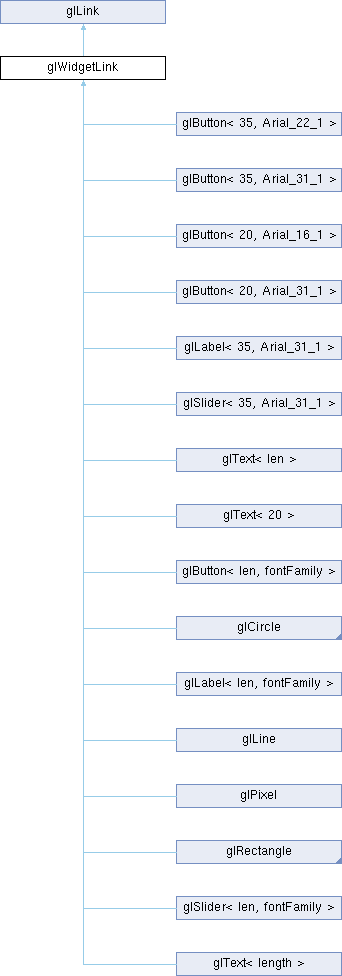 glLink
glWidgetLink
glButton< 35, Arial_22_1 >
glButton< 35, Arial_31_1 >
glButton< 20, Arial_16_1 >
glButton< 20, Arial_31_1 >
glLabel< 35, Arial_31_1 >
glSlider< 35, Arial_31_1 >
glText< len >
glText< 20 >
glButton< len, fontFamily >
glCircle
glLabel< len, fontFamily >
glLine
glPixel
glRectangle
glSlider< len, fontFamily >
glText< length >